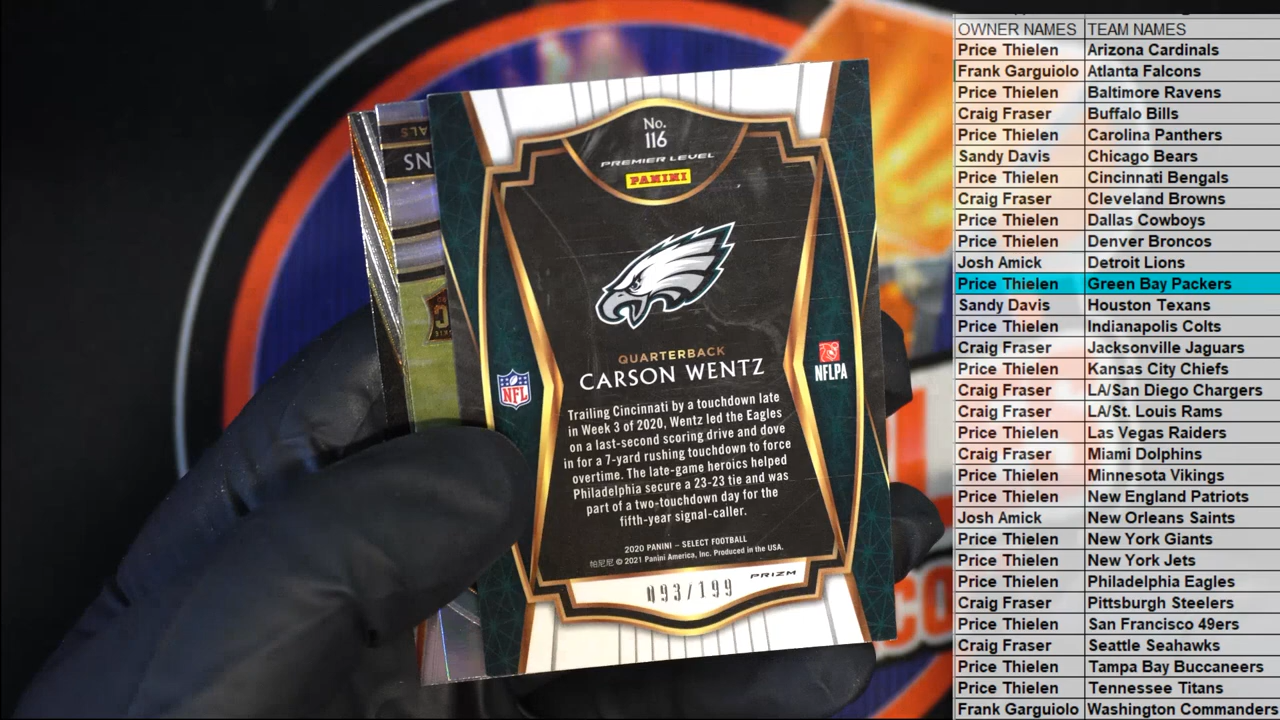 No.
116
PREMIER LEVEL
PANINI
QUARTERBACK
CARSON WENTZ
NFL
NFLPA
Trailing Cincinnati by a touchdown late
in Week 3 of 2020, Wentz led the Eagles
on a last-second scoring drive and dove
in for a 7-yard rushing touchdown to force
overtime. The late-game heroics helped
Philadelphia secure a 23-23 tie and was
part of a two-touchdown day for the
fifth-year signal-caller.
2020 PANINI – SELECT FOOTBALL
帕尼尼 © 2021 Panini America, Inc. Produced in the USA.
PRIZM
093/199
SN
CO
OWNER NAMES TEAM NAMES
Price Thielen Arizona Cardinals
Frank Garguiolo Atlanta Falcons
Price Thielen Baltimore Ravens
Craig Fraser Buffalo Bills
Price Thielen Carolina Panthers
Sandy Davis Chicago Bears
Price Thielen Cincinnati Bengals
Craig Fraser Cleveland Browns
Price Thielen Dallas Cowboys
Price Thielen Denver Broncos
Josh Amick Detroit Lions
Price Thielen Green Bay Packers
Sandy Davis Houston Texans
Price Thielen Indianapolis Colts
Craig Fraser Jacksonville Jaguars
Price Thielen Kansas City Chiefs
Craig Fraser LA/San Diego Chargers
Craig Fraser LA/St. Louis Rams
Price Thielen Las Vegas Raiders
Craig Fraser Miami Dolphins
Price Thielen Minnesota Vikings
Price Thielen New England Patriots
Josh Amick New Orleans Saints
Price Thielen New York Giants
Price Thielen New York Jets
Price Thielen Philadelphia Eagles
Craig Fraser Pittsburgh Steelers
Price Thielen San Francisco 49ers
Craig Fraser Seattle Seahawks
Price Thielen Tampa Bay Buccaneers
Price Thielen Tennessee Titans
Frank Garguiolo Washington Commanders